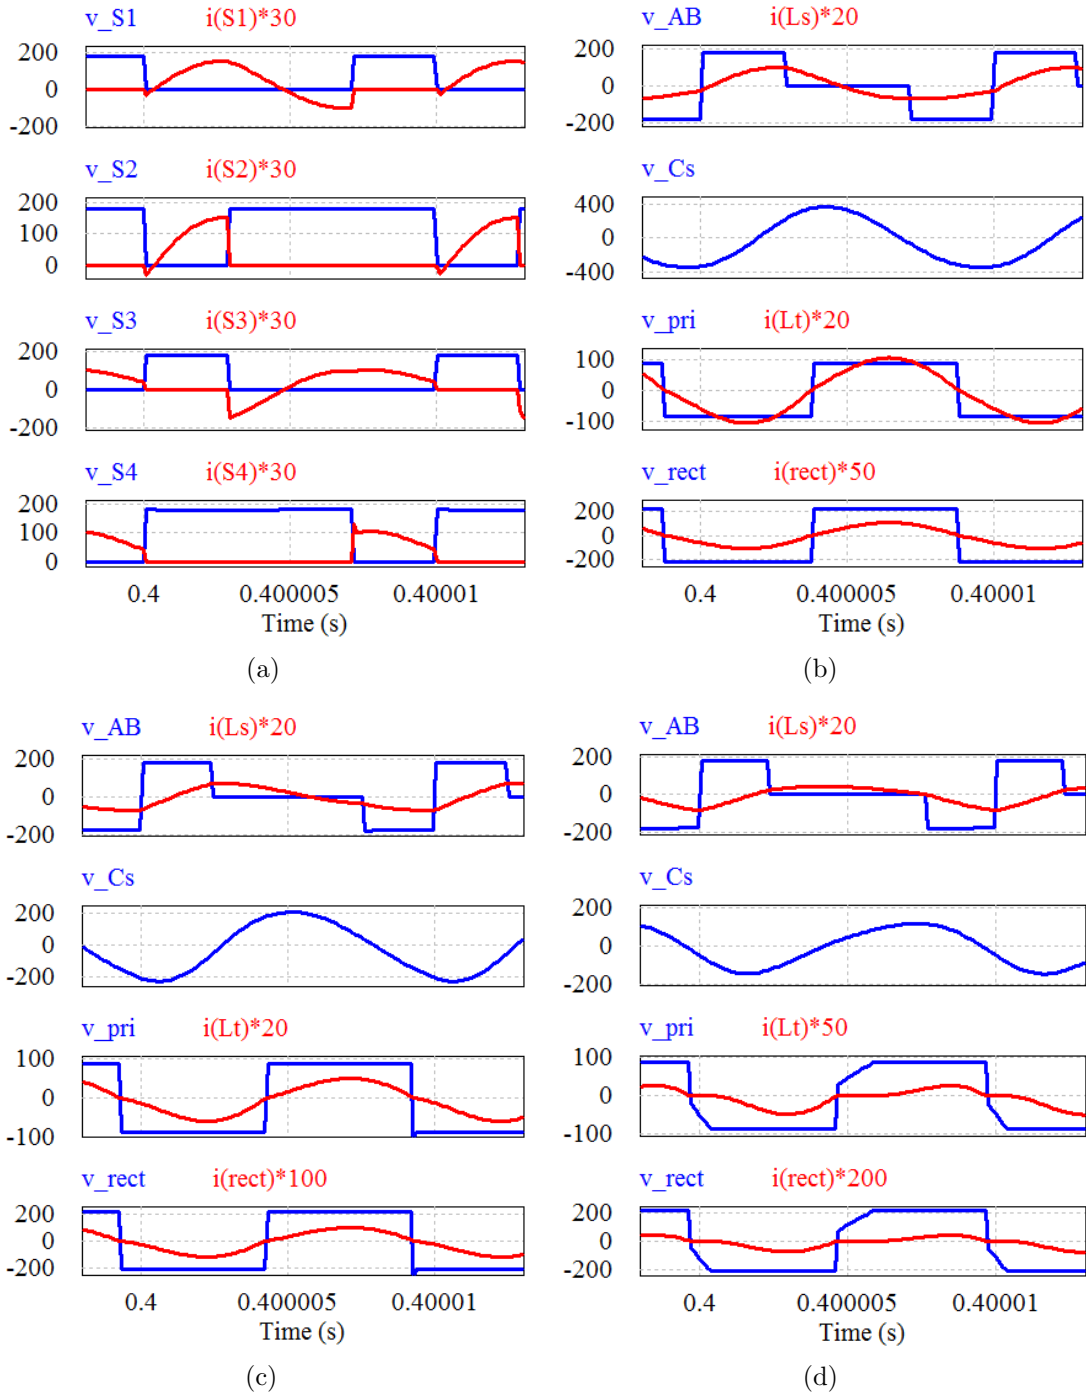 v_S1 i(S1)*30
200
0
-200
v_S2 i(S2)*30
200
100
0
v_S3 i(S3)*30
200
0
-200
v_S4 i(S4)*30
200
100
0
0.4 0.400005 0.40001
Time (s)
(a)
v_AB i(Ls)*20
200
0
-200
v_Cs
400
0
-400
v_pri i(Lt)*20
100
0
-100
v_rect i(rect)*50
200
0
-200
0.4 0.400005 0.40001
Time (s)
(b)
v_AB i(Ls)*20
200
0
-200
v_Cs
200
0
-200
v_pri i(Lt)*20
100
0
-100
v_rect i(rect)*100
200
0
-200
0.4 0.400005 0.40001
Time (s)
(c)
v_AB i(Ls)*20
200
0
-200
v_Cs
200
0
-200
v_pri i(Lt)*50
100
0
-100
v_rect i(rect)*200
200
0
-200
0.4 0.400005 0.40001
Time (s)
(d)